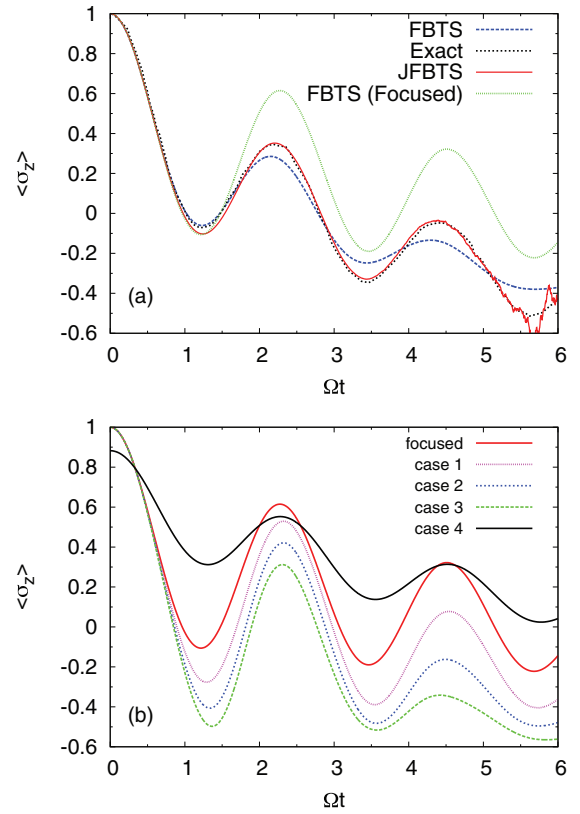 1
0.8
0.6
0.4
0.2
0
-0.2
-0.4
-0.6
<σz>
FBTS
Exact
JFBTS
FBTS (Focused)
(a)
0 1 2 3 4 5 6
Ωt
1
0.8
0.6
0.4
0.2
0
-0.2
-0.4
-0.6
<σz>
focused
case 1
case 2
case 3
case 4
(b)
0 1 2 3 4 5 6
Ωt